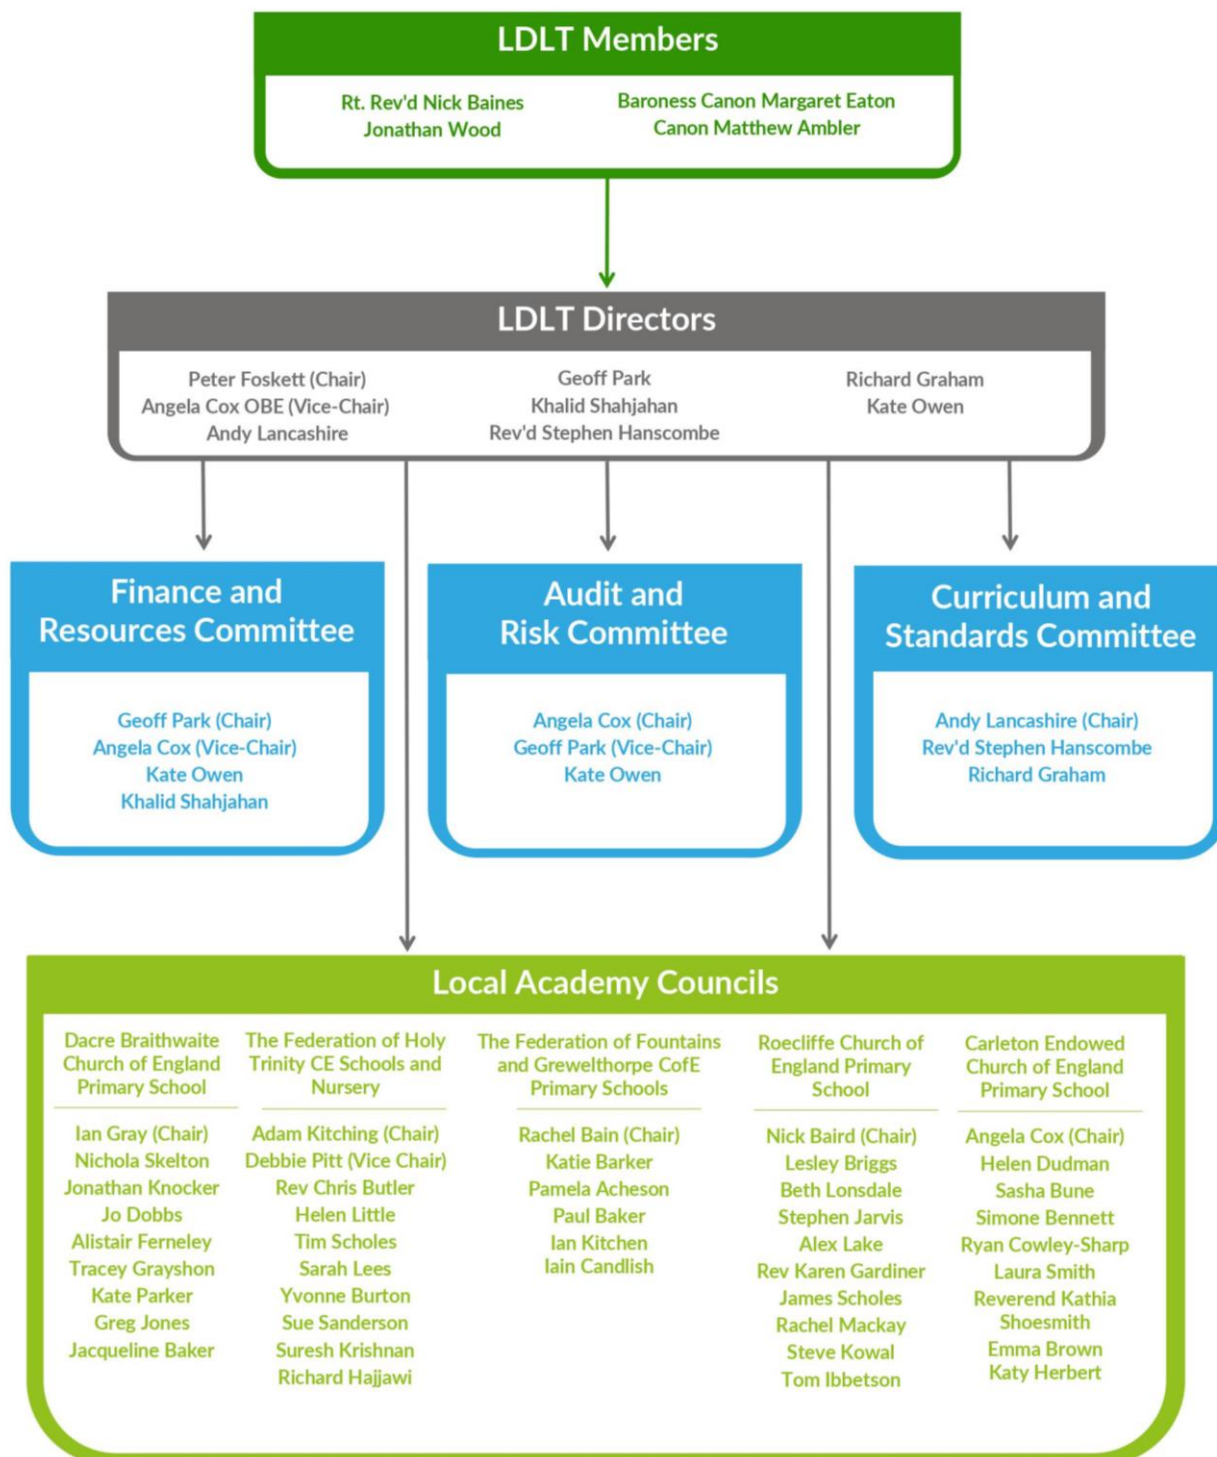 LDLT Members
Rt. Rev'd Nick Baines
Jonathan Wood
Baroness Canon Margaret Eaton
Canon Matthew Ambler
LDLT Directors
Peter Foskett (Chair)
Angela Cox OBE (Vice-Chair)
Andy Lancashire
Geoff Park
Khalid Shahjahan
Rev'd Stephen Hanscombe
Richard Graham
Kate Owen
Finance and
Resources Committee
Geoff Park (Chair)
Angela Cox (Vice-Chair)
Kate Owen
Khalid Shahjahan
Audit and
Risk Committee
Angela Cox (Chair)
Geoff Park (Vice-Chair)
Kate Owen
Curriculum and
Standards Committee
Andy Lancashire (Chair)
Rev'd Stephen Hanscombe
Richard Graham
Local Academy Councils
Dacre Braithwaite
Church of England
Primary School
Ian Gray (Chair)
Nichola Skelton
Jonathan Knocker
Jo Dobbs
Alistair Ferneley
Tracey Grayshon
Kate Parker
Greg Jones
Jacqueline Baker
The Federation of Holy
Trinity CE Schools and
Nursery
Adam Kitching (Chair)
Debbie Pitt (Vice Chair)
Rev Chris Butler
Helen Little
Tim Scholes
Sarah Lees
Yvonne Burton
Sue Sanderson
Suresh Krishnan
Richard Hajjawi
The Federation of Fountains
and Grewelthorpe CofE
Primary Schools
Rachel Bain (Chair)
Katie Barker
Pamela Acheson
Paul Baker
Ian Kitchen
Iain Candlish
Roecliffe Church of
England Primary
School
Nick Baird (Chair)
Lesley Briggs
Beth Lonsdale
Stephen Jarvis
Alex Lake
Rev Karen Gardiner
James Scholes
Rachel Mackay
Steve Kowal
Tom Ibbetson
Carleton Endowed
Church of England
Primary School
Angela Cox (Chair)
Helen Dudman
Sasha Bune
Simone Bennett
Ryan Cowley-Sharp
Laura Smith
Reverend Kathia
Shoesmith
Emma Brown
Katy Herbert